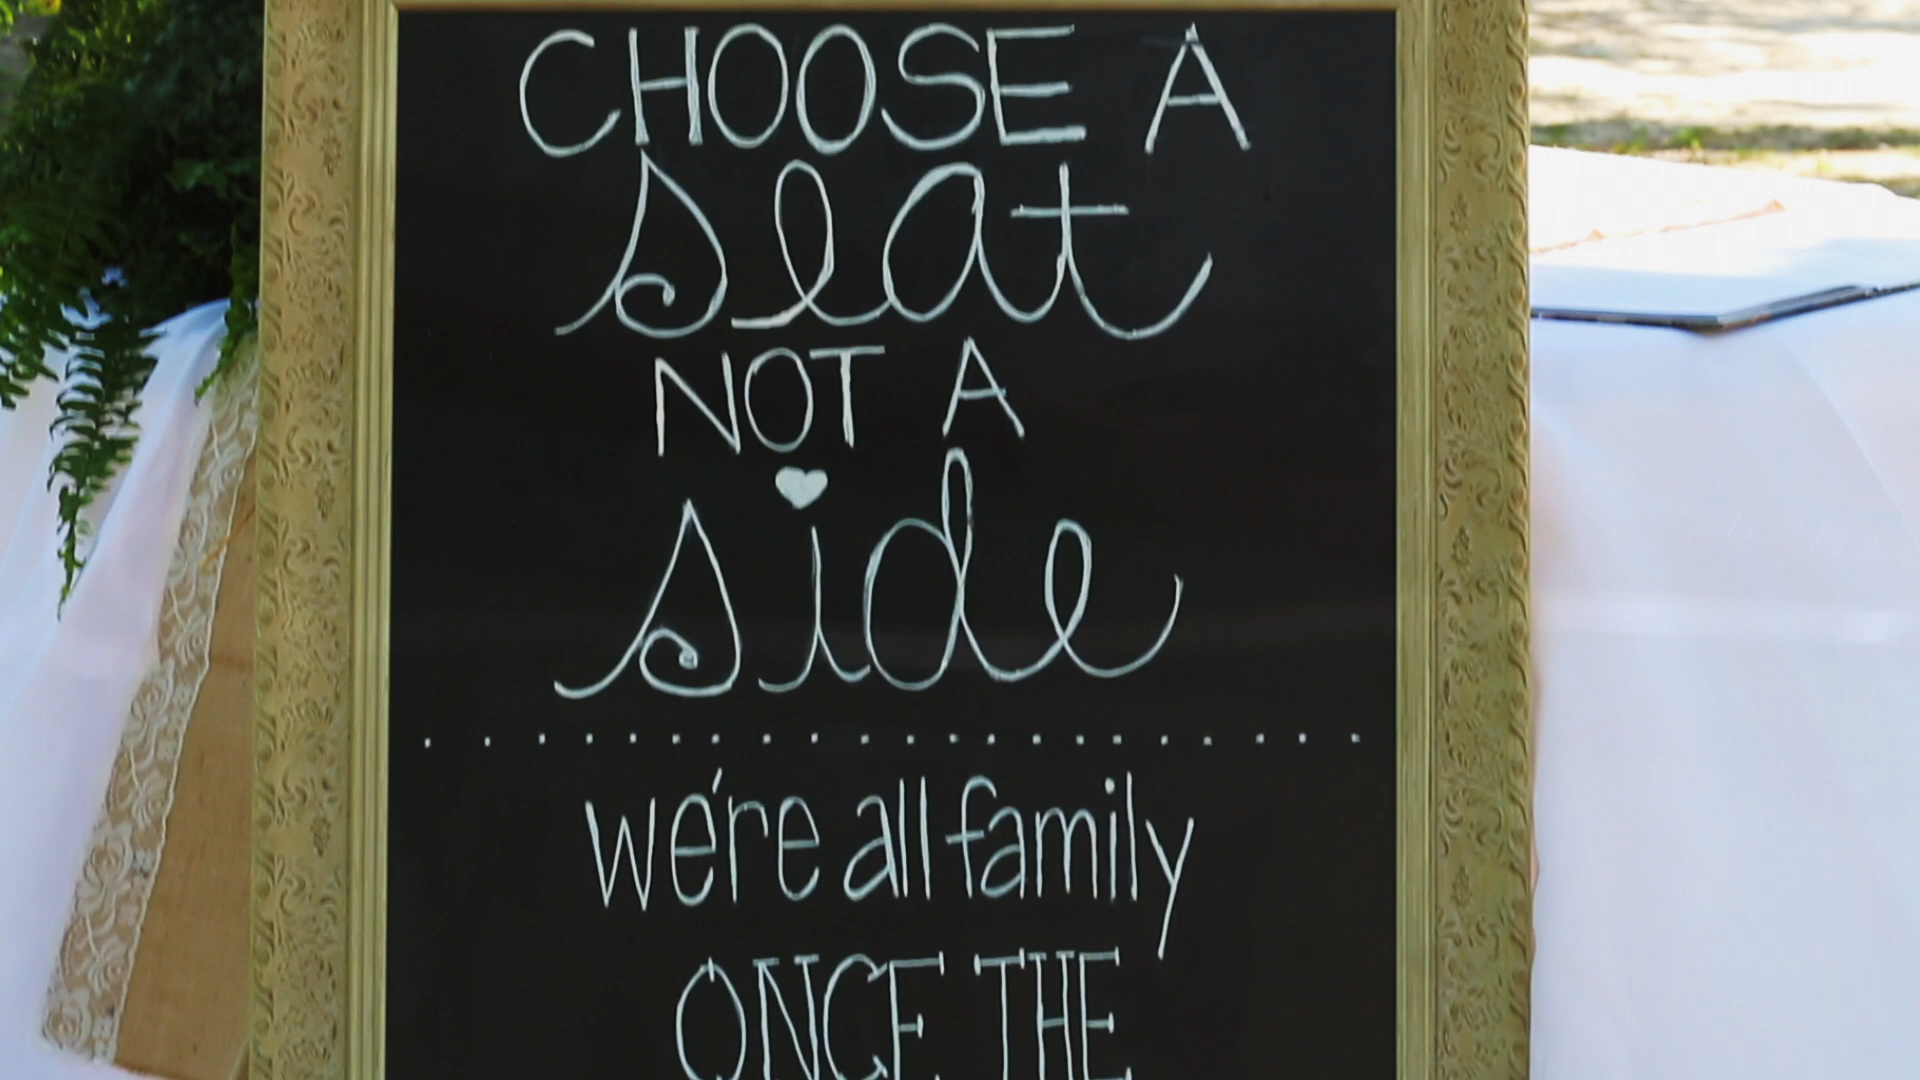 CHOOSE A
seat
NOT A
side
we're all family
ONCE THE